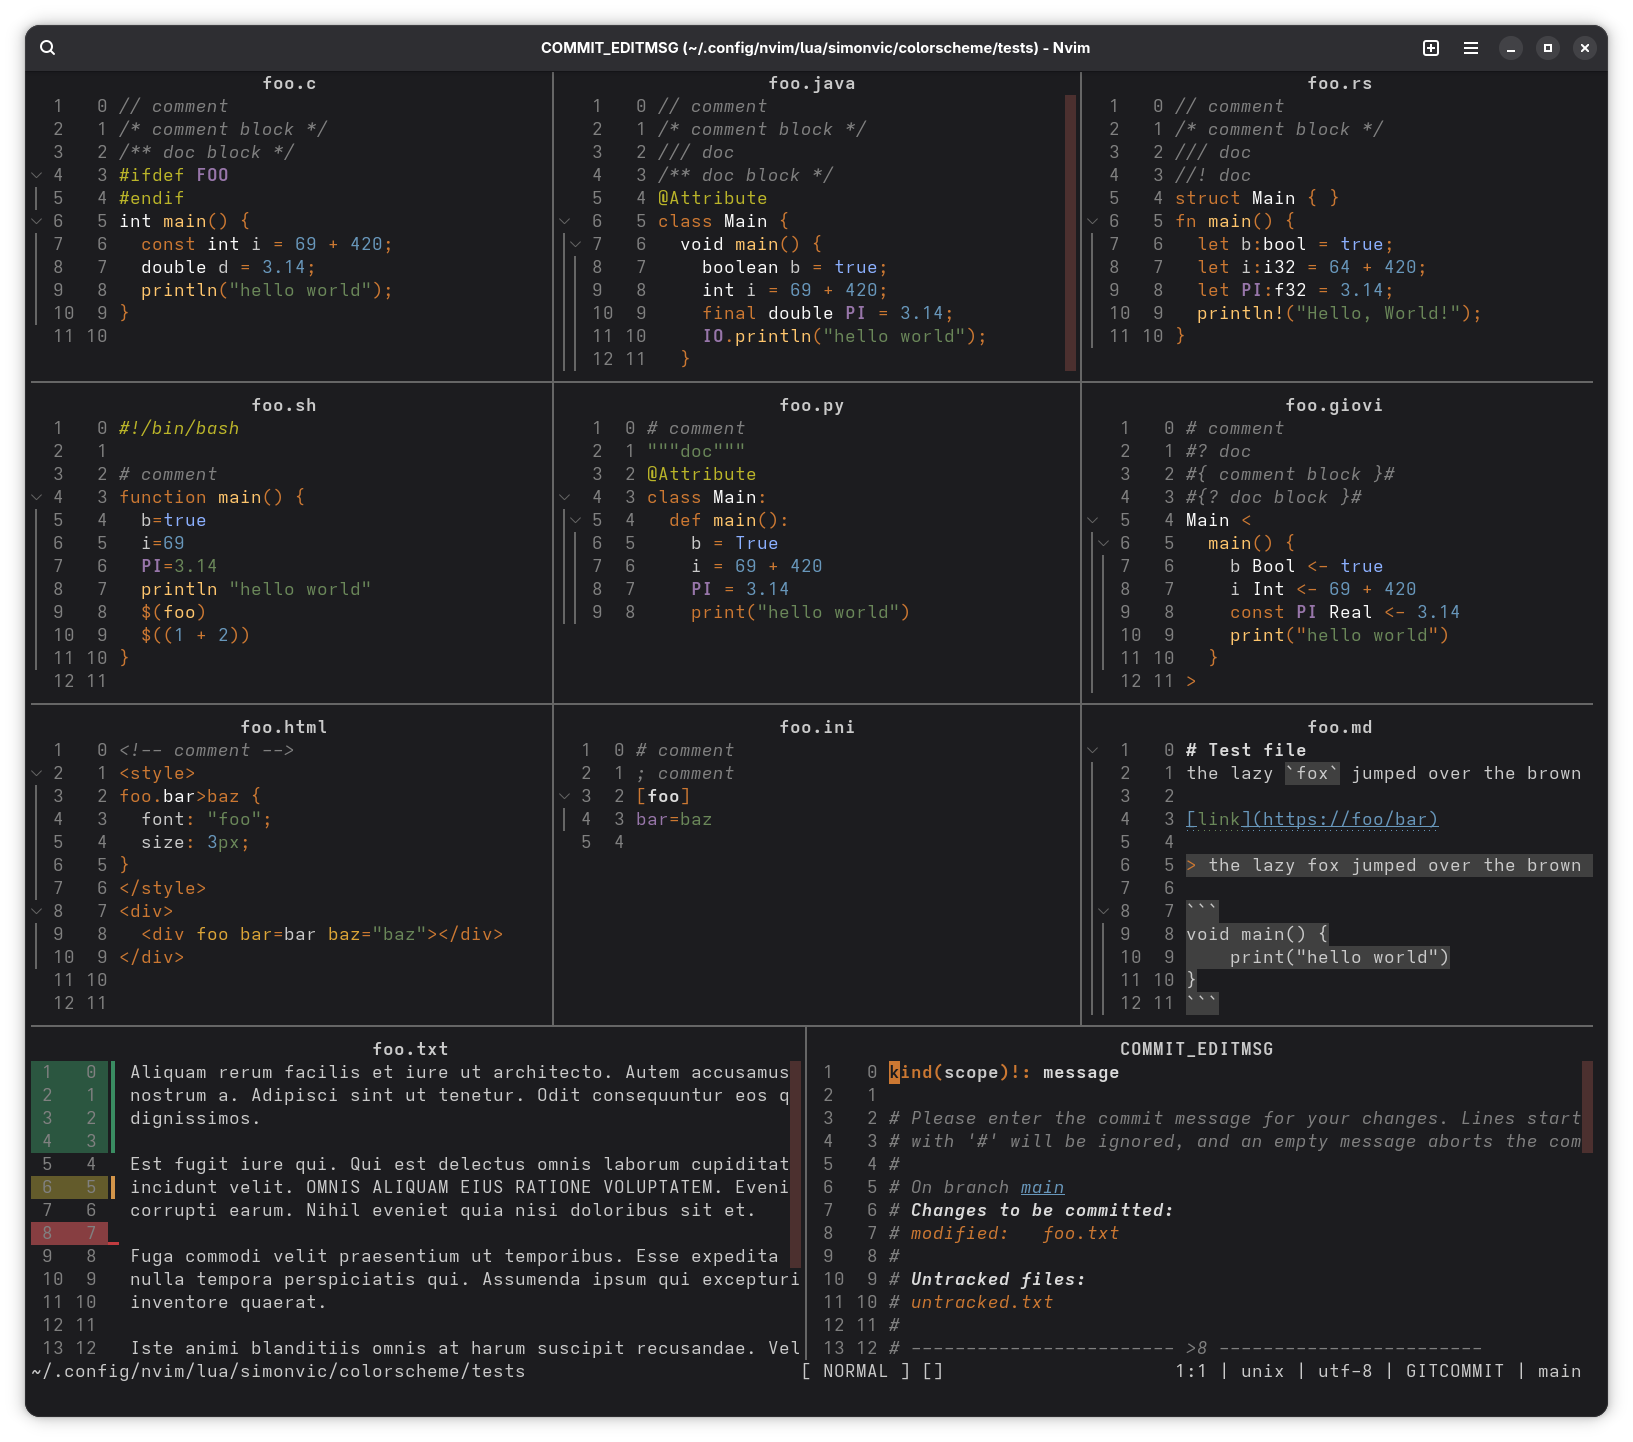 COMMIT_EDITMSG (~/.config/nvim/lua/simonvic/colorscheme/tests) - Nvim
foo.c
1 0 // comment
2 1 /* comment block */
3 2 /** doc block */
4 3 #ifdef FOO
5 4 #endif
6 5 int main() {
7 6   const int i = 69 + 420;
8 7   double d = 3.14;
9 8   println("hello world");
10 9 }
11 10
foo.java
1 0 // comment
2 1 /* comment block */
3 2 /// doc
4 3 /** doc block */
5 4 @Attribute
6 5 class Main {
7 6   void main() {
8 7     boolean b = true;
9 8     int i = 69 + 420;
10 9     final double PI = 3.14;
11 10     IO.println("hello world");
12 11   }
foo.rs
1 0 // comment
2 1 /* comment block */
3 2 /// doc
4 3 //! doc
5 4 struct Main { }
6 5 fn main() {
7 6   let b:bool = true;
8 7   let i:i32 = 64 + 420;
9 8   let PI:f32 = 3.14;
10 9   println!("Hello, World!");
11 10 }
foo.sh
1 0 #!/bin/bash
2 1
3 2 # comment
4 3 function main() {
5 4   b=true
6 5   i=69
7 6   PI=3.14
8 7   println "hello world"
9 8   $(foo)
10 9   $((1 + 2))
11 10 }
12 11
foo.py
1 0 # comment
2 1 """doc"""
3 2 @Attribute
4 3 class Main:
5 4   def main():
6 5     b = True
7 6     i = 69 + 420
8 7     PI = 3.14
9 8     print("hello world")
foo.giovi
1 0 # comment
2 1 #? doc
3 2 #{ comment block }#
4 3 #{? doc block }#
5 4 Main <
6 5   main() {
7 6     b Bool <- true
8 7     i Int <- 69 + 420
9 8     const PI Real <- 3.14
10 9     print("hello world")
11 10   }
12 11 >
foo.html
1 0 <!-- comment -->
2 1 <style>
3 2 foo.bar>baz {
4 3   font: "foo";
5 4   size: 3px;
6 5 }
7 6 </style>
8 7 <div>
9 8   <div foo bar=bar baz="baz"></div>
10 9 </div>
11 10
12 11
foo.ini
1 0 # comment
2 1 ; comment
3 2 [foo]
4 3 bar=baz
5 4
foo.md
1 0 # Test file
2 1 the lazy `fox` jumped over the brown
3 2
4 3 [link](https://foo/bar)
5 4
6 5 > the lazy fox jumped over the brown
7 6
8 7 ```
9 8 void main() {
10 9     print("hello world")
11 10 }
12 11 ```
foo.txt
1 0 Aliquam rerum facilis et iure ut architecto. Autem accusamus
2 1 nostrum a. Adipisci sint ut tenetur. Odit consequuntur eos q
3 2 dignissimos.
4 3
5 4 Est fugit iure qui. Qui est delectus omnis laborum cupiditat
6 5 incidunt velit. OMNIS ALIQUAM EIUS RATIONE VOLUPTATEM. Eveni
7 6 corrupti earum. Nihil eveniet quia nisi doloribus sit et.
8 7
9 8 Fuga commodi velit praesentium ut temporibus. Esse expedita
10 9 nulla tempora perspiciatis qui. Assumenda ipsum qui excepturi
11 10 inventore quaerat.
12 11
13 12 Iste animi blanditiis omnis at harum suscipit recusandae. Vel
COMMIT_EDITMSG
1 0 kind(scope)!: message
2 1
3 2 # Please enter the commit message for your changes. Lines start
4 3 # with '#' will be ignored, and an empty message aborts the com
5 4 #
6 5 # On branch main
7 6 # Changes to be committed:
8 7 # modified:   foo.txt
9 8 #
10 9 # Untracked files:
11 10 # untracked.txt
12 11 #
13 12 # ------------------------ >8 ------------------------
~/.config/nvim/lua/simonvic/colorscheme/tests [ NORMAL ] [] 1:1 | unix | utf-8 | GITCOMMIT | main